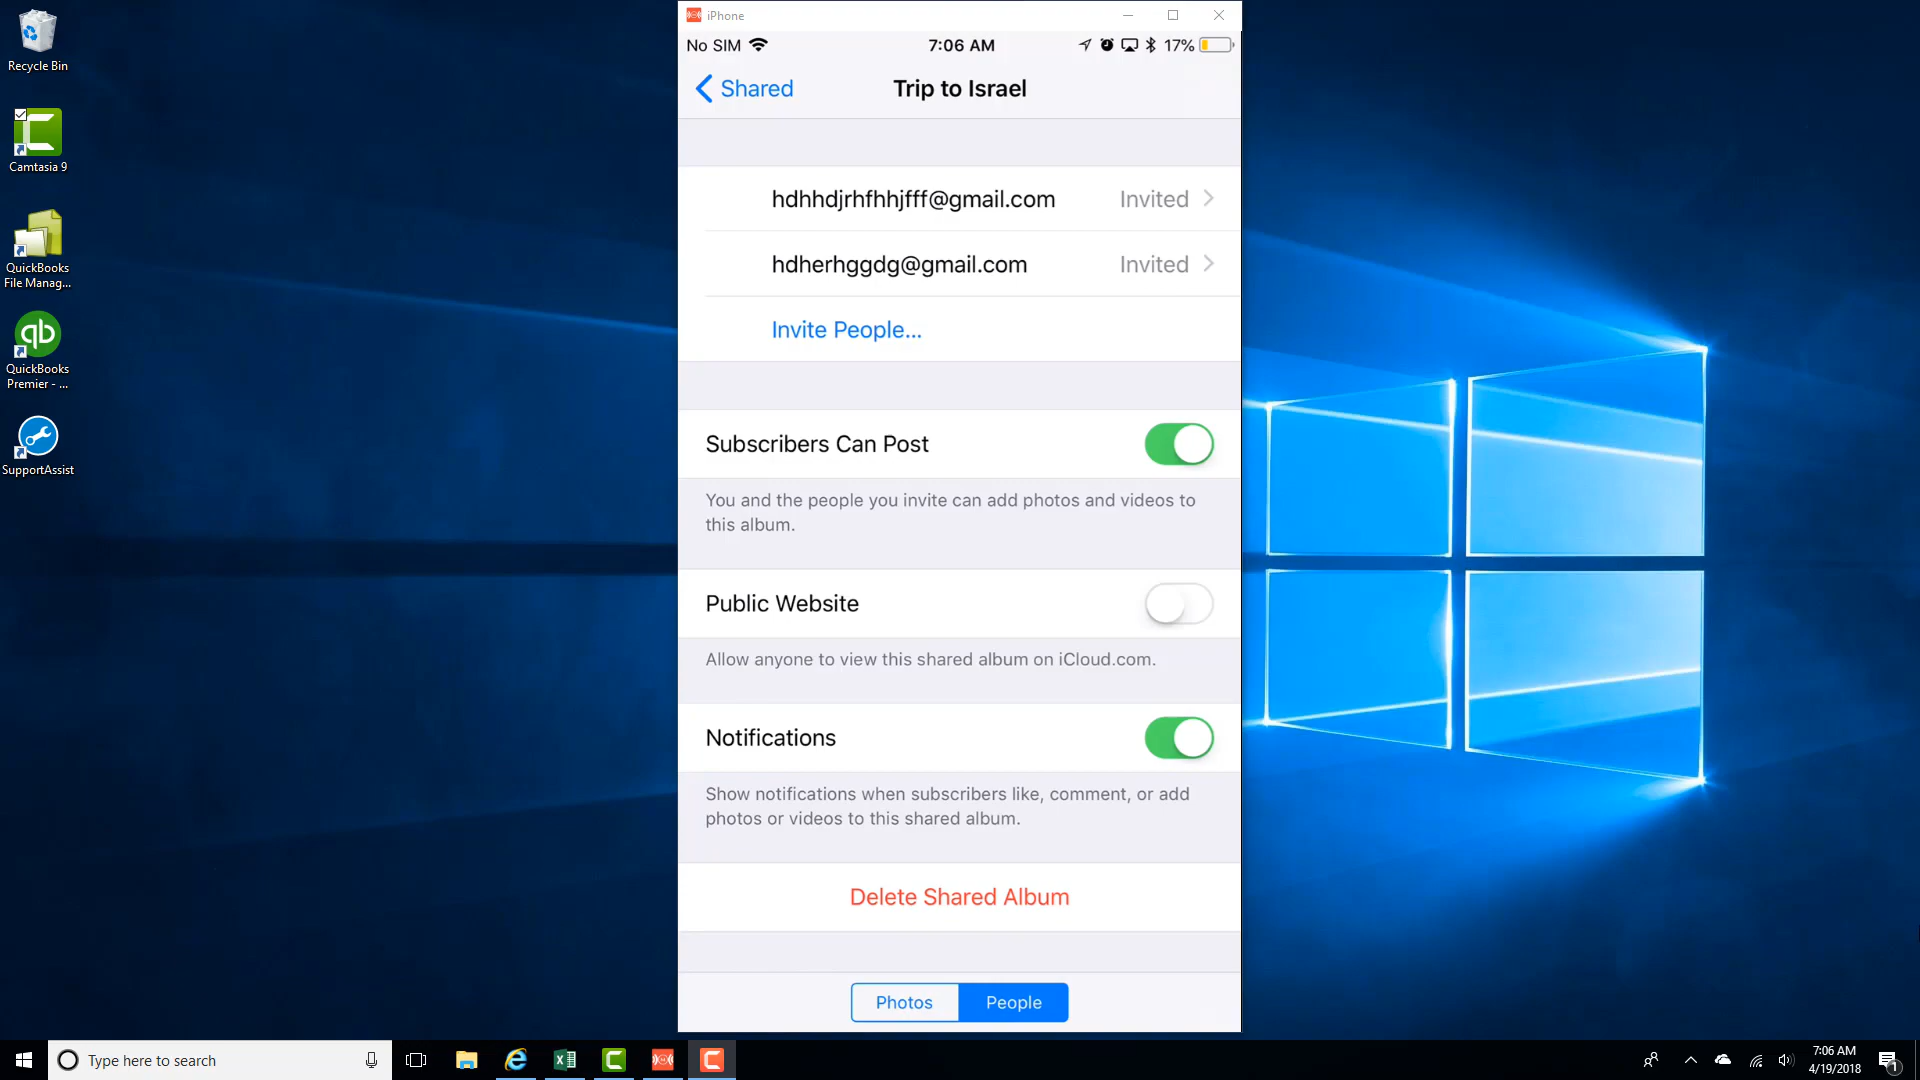 iPhone
No SIM 7:06 AM 17%
Shared Trip to Israel
hdhhdjrhfhhjfff@gmail.com Invited
hdherhggdg@gmail.com Invited
Invite People...
Subscribers Can Post
You and the people you invite can add photos and videos to
this album.
Public Website
Allow anyone to view this shared album on iCloud.com.
Notifications
Show notifications when subscribers like, comment, or add
photos or videos to this shared album.
Delete Shared Album
Photos People
Recycle Bin
Camtasia 9
QuickBooks
File Manag...
qb
QuickBooks
Premier - ...
SupportAssist
Type here to search
7:06 AM
4/19/2018
1